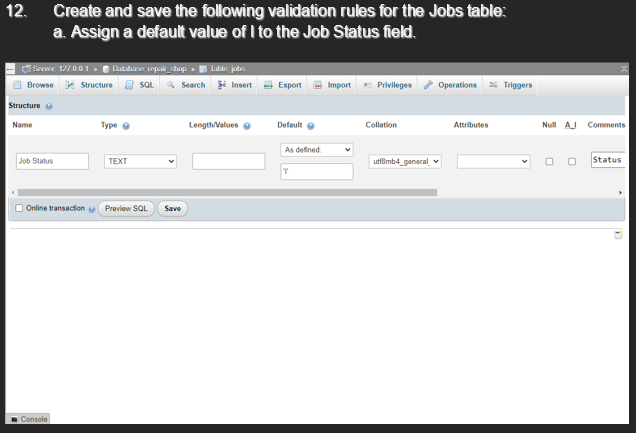 12. Create and save the following validation rules for the Jobs table:
a. Assign a default value of I to the Job Status field.
Server: 127.0.0.1 » Database: repair_shop » Table: jobs
Browse Structure SQL Search Insert Export Import Privileges Operations Triggers
Structure
Name Type Length/Values Default Collation Attributes Null A_I Comments
As defined:
Job Status TEXT utf8mb4_general_ Status
Online transaction Preview SQL Save
Console